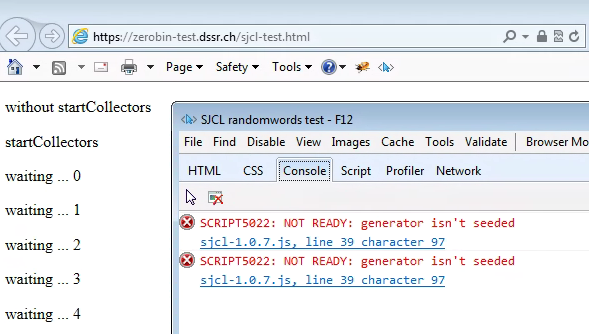 https://zerobin-test.dssr.ch/sjcl-test.html
Page Safety Tools
without startCollectors
startCollectors
waiting ... 0
waiting ... 1
waiting ... 2
waiting ... 3
waiting ... 4
SJCL randomwords test - F12
File Find Disable View Images Cache Tools Validate Browser Mo
HTML CSS Console Script Profiler Network
SCRIPT5022: NOT READY: generator isn't seeded
sjcl-1.0.7.js, line 39 character 97
SCRIPT5022: NOT READY: generator isn't seeded
sjcl-1.0.7.js, line 39 character 97